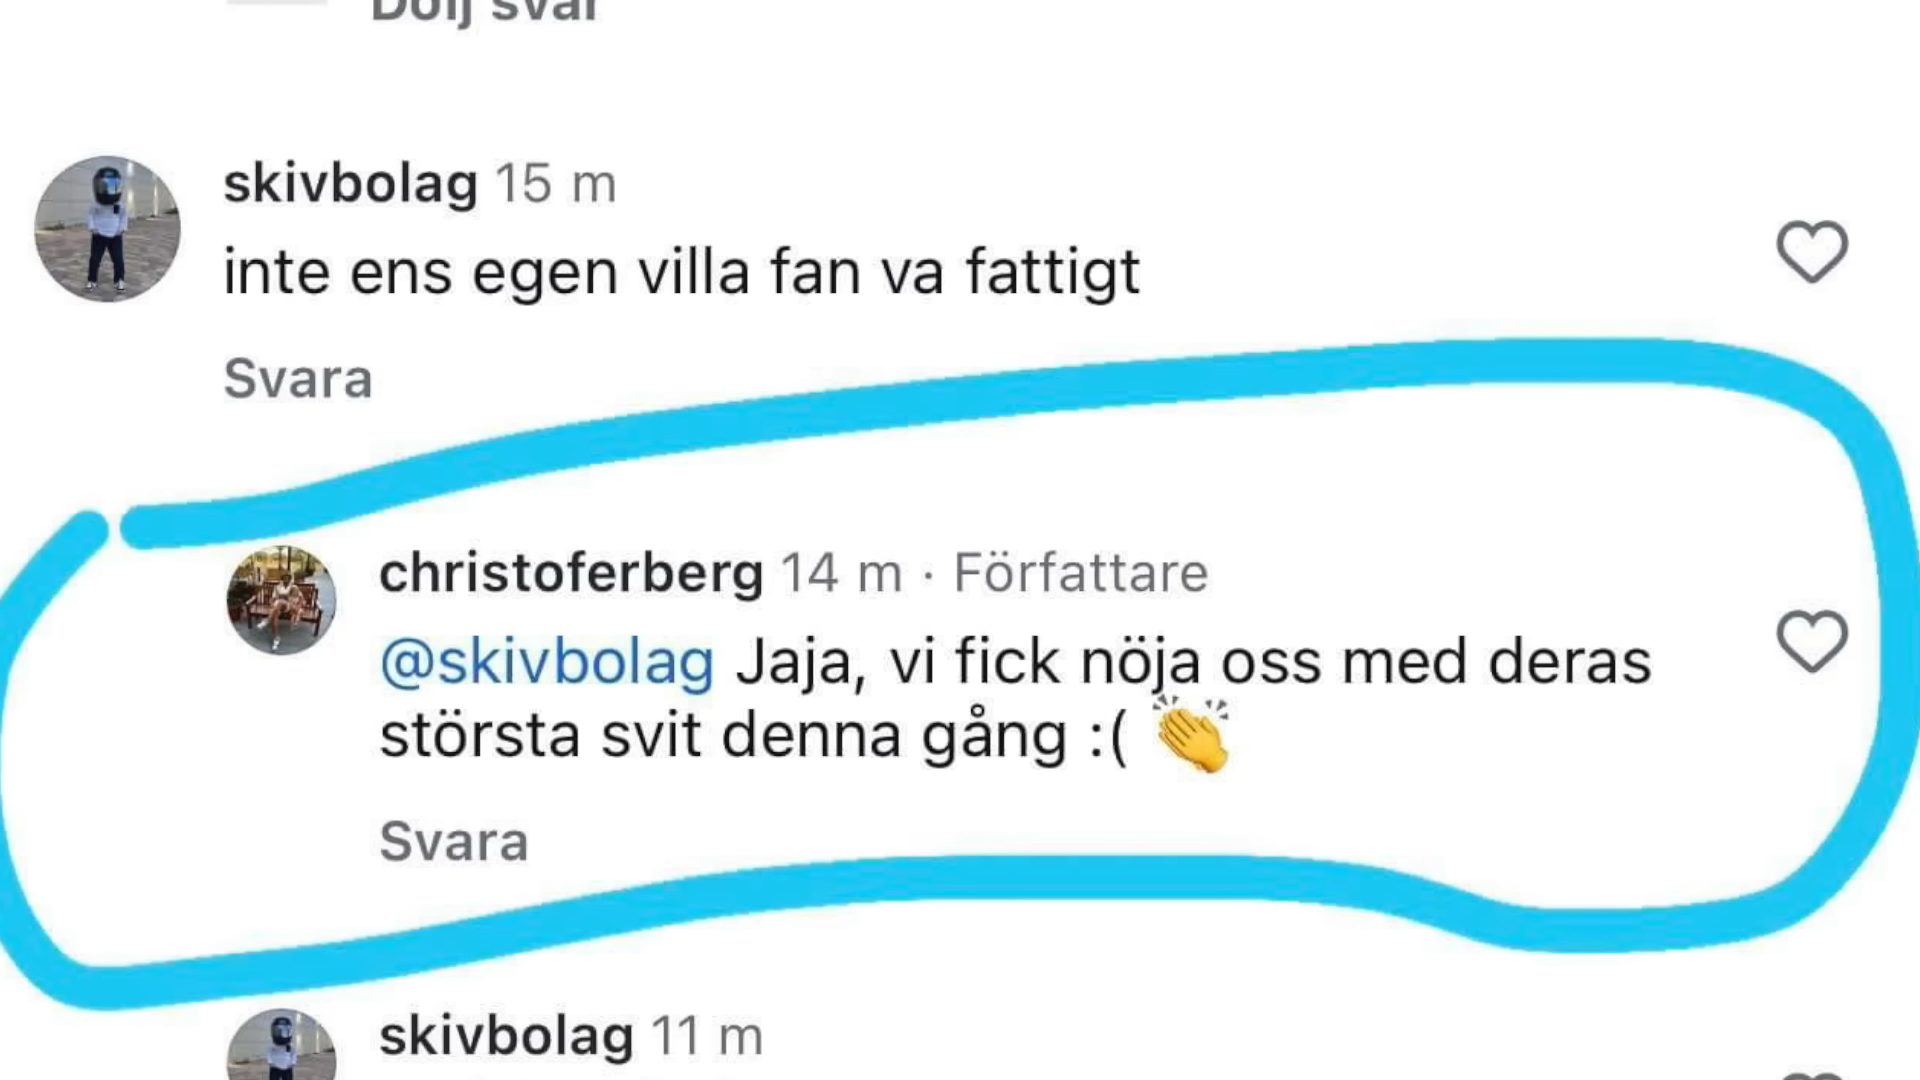 Dölj svar
skivbolag 15 m
inte ens egen villa fan va fattigt
Svara
christoferberg 14 m · Författare
@skivbolag Jaja, vi fick nöja oss med deras
största svit denna gång :( 👏
Svara
skivbolag 11 m